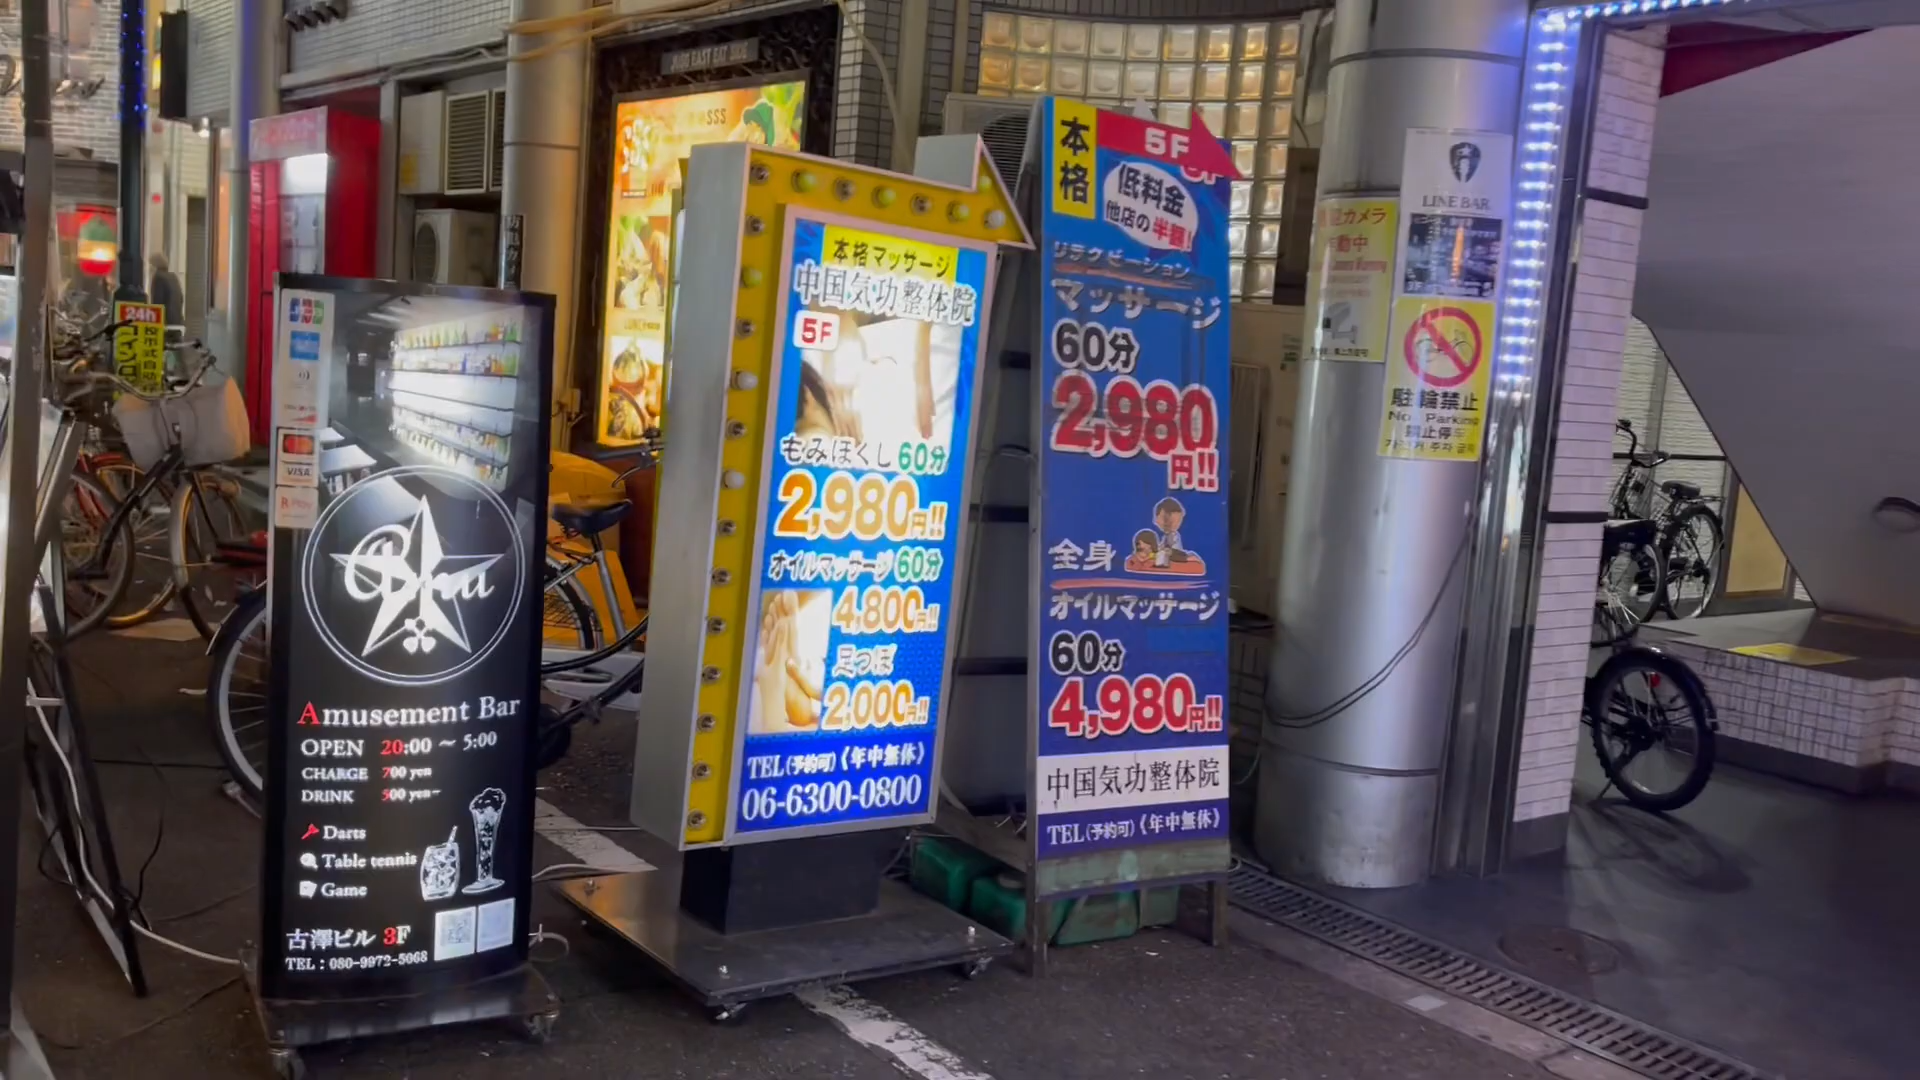 24h
VISA
Amusement Bar
OPEN 20:00 ~ 5:00
CHARGE 700 yen
DRINK 500 yen~
Darts
Table tennis
Game
古澤ビル 3F
TEL : 080-9972-5068
本格マッサージ
中国気功整体院
5F
もみほぐし 60分
2,980円!!
オイルマッサージ 60分
4,800円!!
足つぼ
2,000円!!
TEL(予約可)《年中無休》
06-6300-0800
本格
5F
低料金
他店の半額!
リラクゼーション
マッサージ
60分
2,980円!!
全身
オイルマッサージ
60分
4,980円!!
中国気功整体院
TEL(予約可)《年中無休》
LINE BAR
駐輪禁止
No Parking